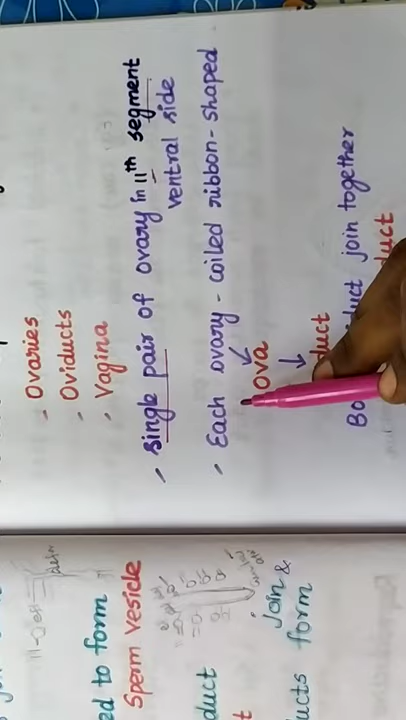 - Ovaries
- Oviducts
- Vagina
- Single pair of ovary in 11th segment
ventral side
- Each ovary - coiled ribbon-shaped
ova
duct
duct join together
duct
ed to form
Sperm vesicle
duct
t
Join &
ucts form